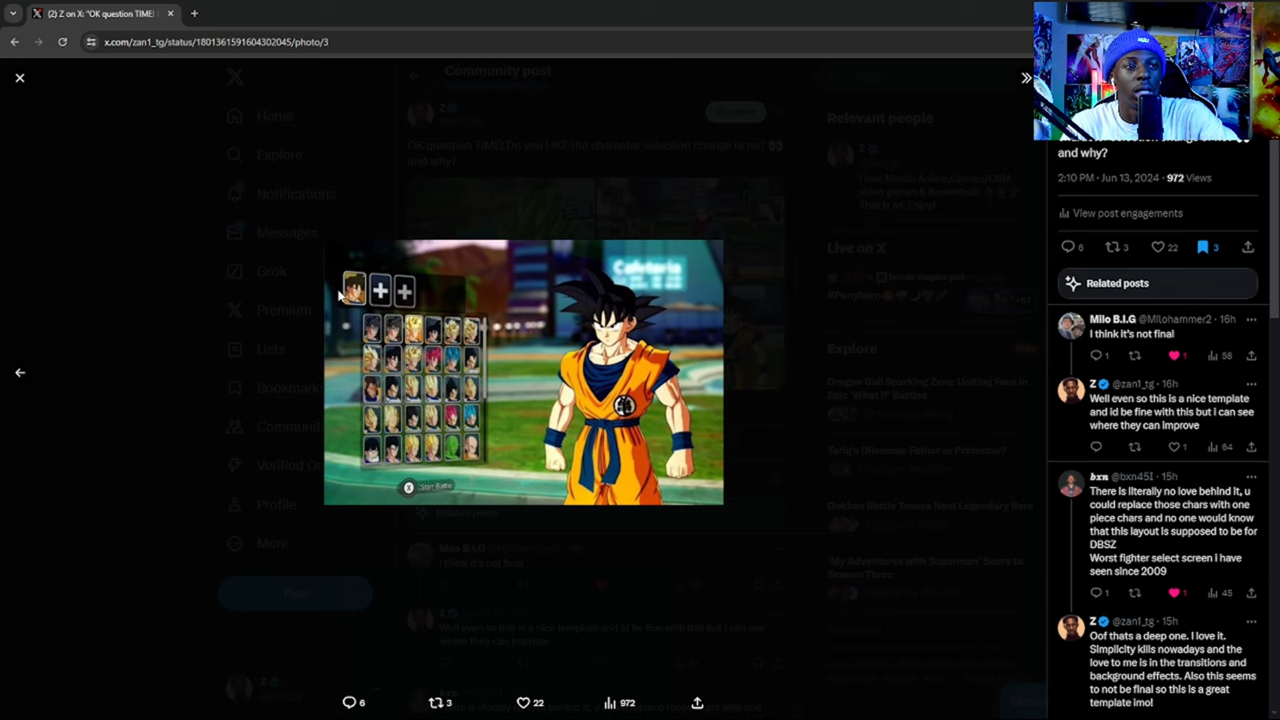 (2) Z on X: "OK question TIME! 
x.com/zan1_tg/status/1801361591604302045/photo/3
Community post
Home
Explore
Notifications
Messages
Grok
Premium
Lists
Bookmarks
Communit
Verified Or
Profile
More
Post
Z
OK question TIME! Do you LIKE the character selection change or no?
and why?
Relevant people
Z
@zan1_tg
I love Music, Anime, Comics/CBM,
video games & Basketball
That is all. Enjoy!
Live on X
Explore
Dragon Ball Sparking Zero: Uniting Fans in
Epic 'What If' Battles
Tariq's Dilemma: Father or Protector?
Dokkan Battle Teases Next Legendary Rare
'My Adventures with Superman' Soars to
Season Three
Cafeteria
X Start Battle
Related posts
Milo B.I.G @Milohammer2 · 16h
I think it's not final
Z @zan1_tg · 16h
Well even so this is a nice template and id be fine with this but i can see
where they can improve
6
3
22
972
and why?
2:10 PM · Jun 13, 2024 · 972 Views
View post engagements
6
3
22
3
Related posts
Milo B.I.G @Milohammer2 · 16h
I think it's not final
1
1
58
Z @zan1_tg · 16h
Well even so this is a nice template
and id be fine with this but i can see
where they can improve
1
64
bxn @bxn45I · 15h
There is literally no love behind it, u
could replace those chars with one
piece chars and no one would know
that this layout is supposed to be for
DBSZ
Worst fighter select screen i have
seen since 2009
1
1
45
Z @zan1_tg · 15h
Oof thats a deep one. I love it.
Simplicity kills nowadays and the
love to me is in the transitions and
background effects. Also this seems
to not be final so this is a great
template imo!